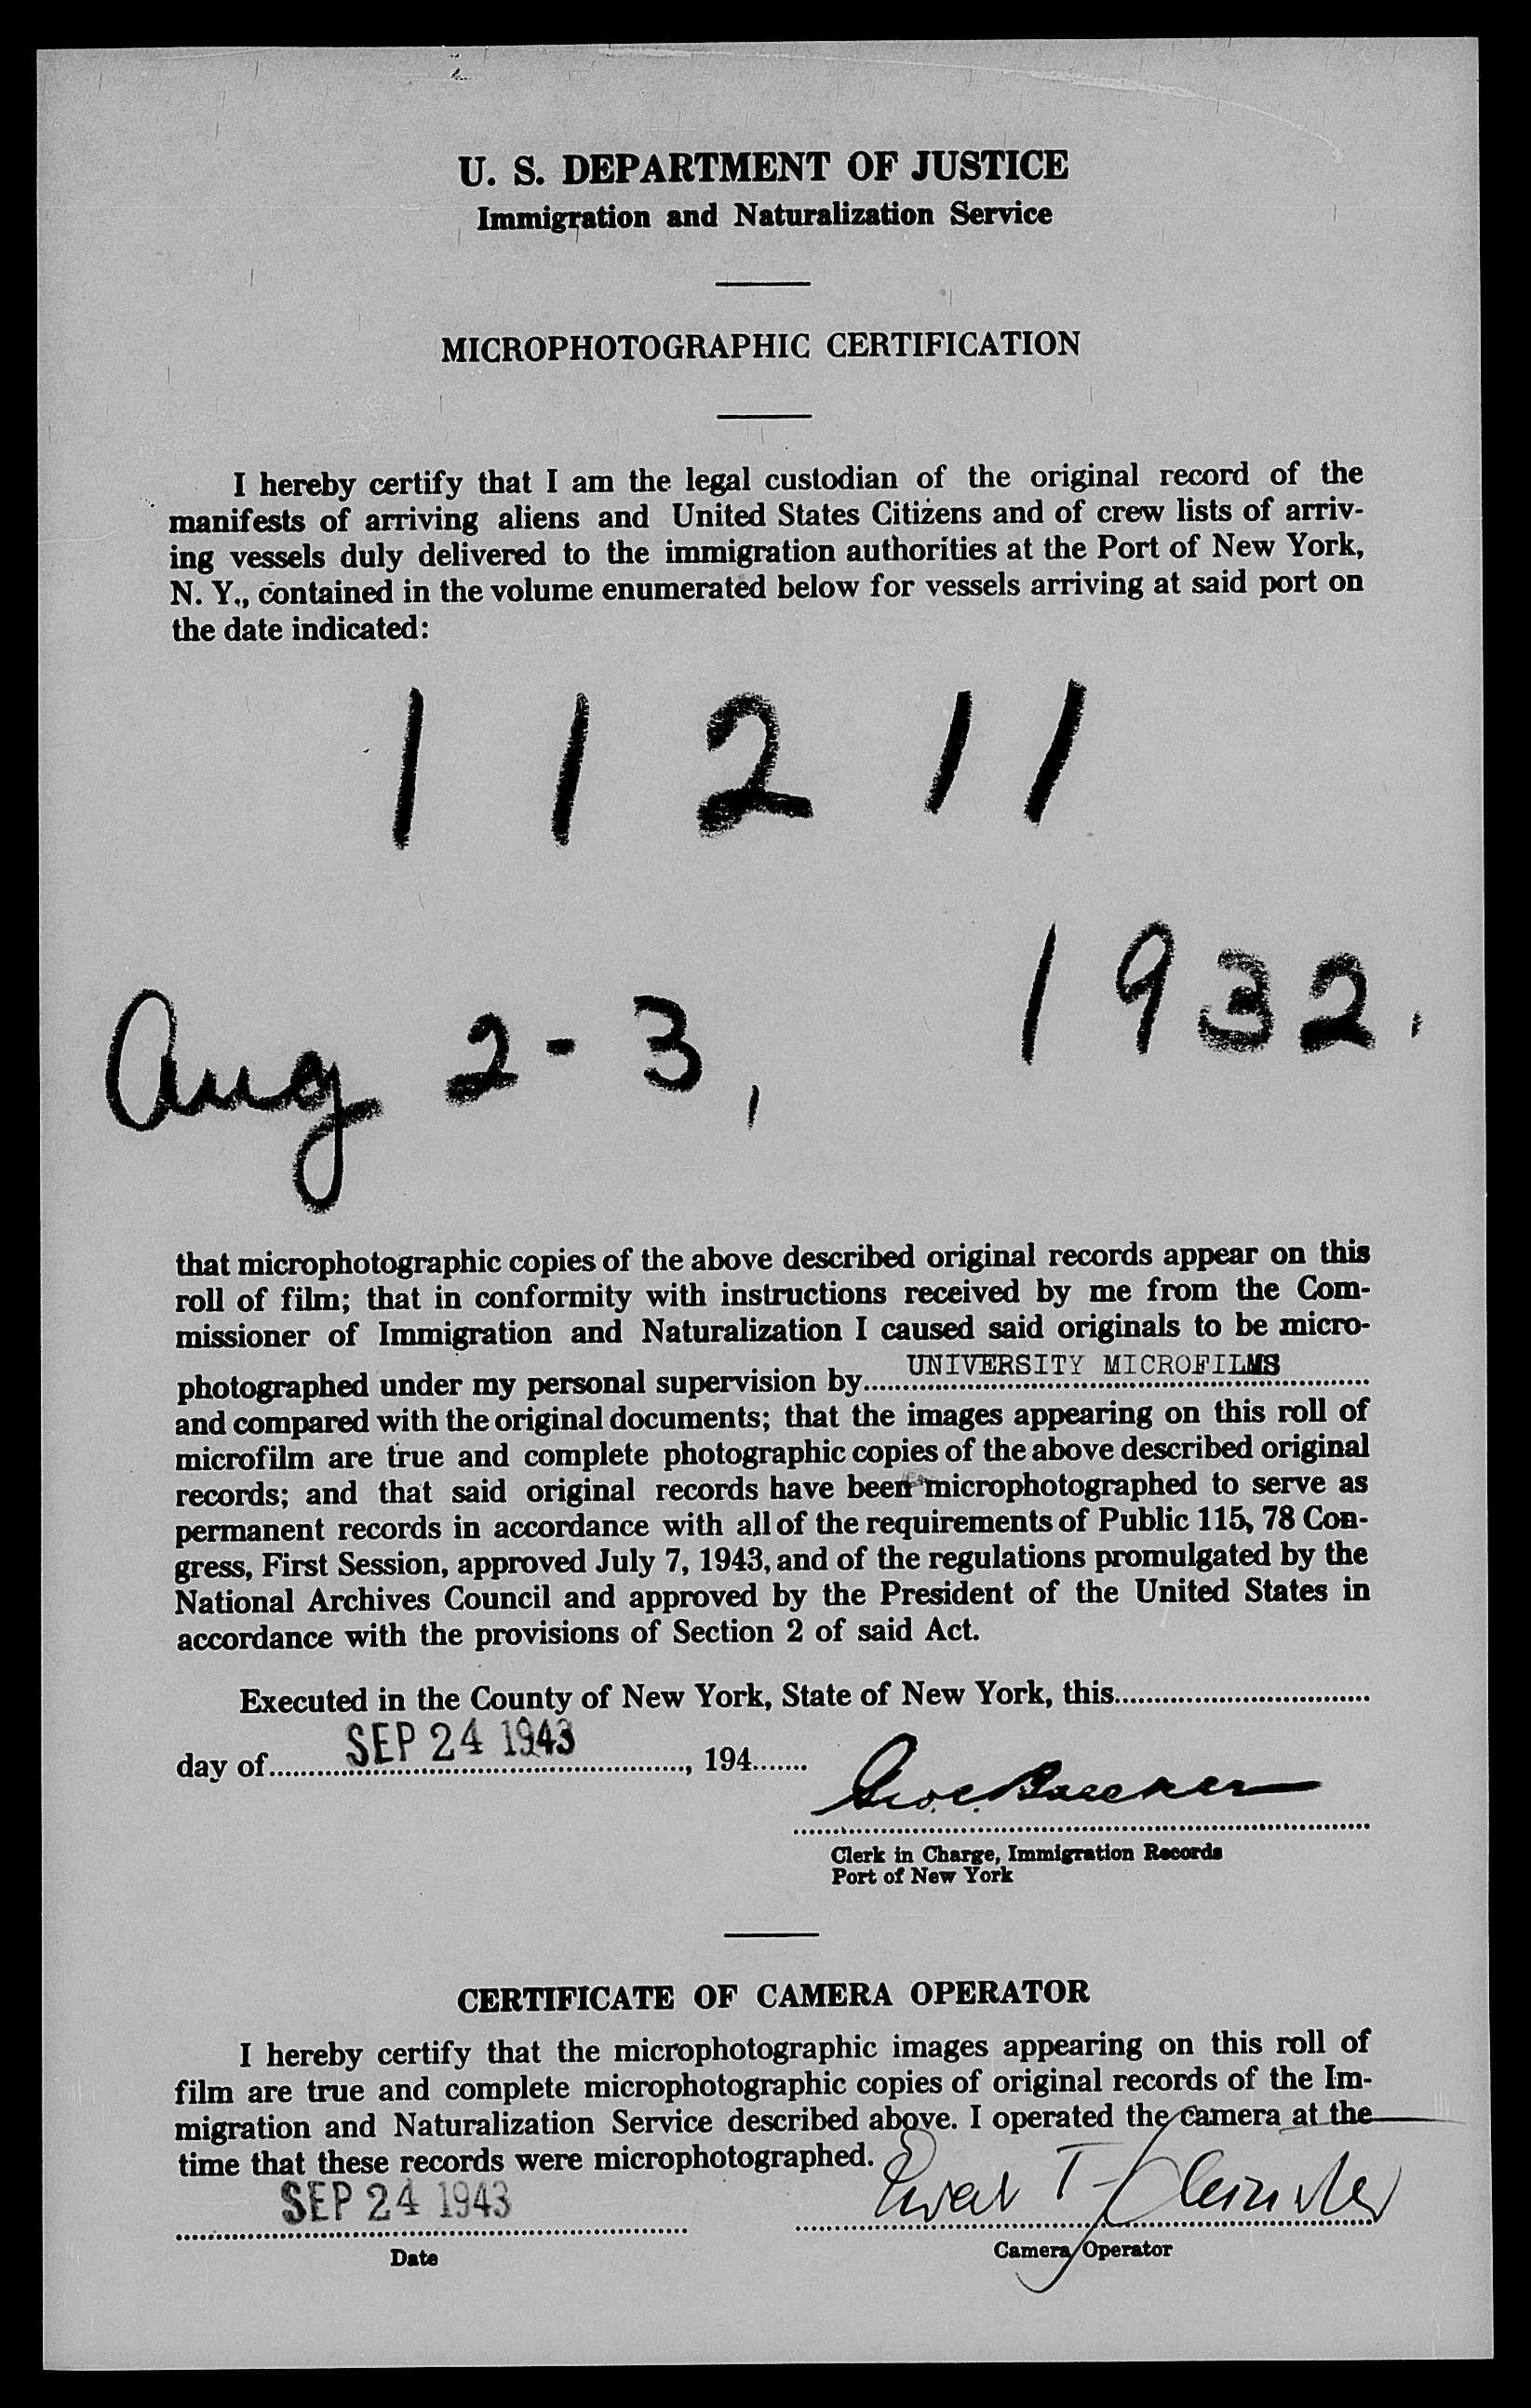 U. S. DEPARTMENT OF JUSTICE
Immigration and Naturalization Service
MICROPHOTOGRAPHIC CERTIFICATION
I hereby certify that I am the legal custodian of the original record of the
manifests of arriving aliens and United States Citizens and of crew lists of arriv-
ing vessels duly delivered to the immigration authorities at the Port of New York,
N. Y., contained in the volume enumerated below for vessels arriving at said port on
the date indicated:
1 1 2 1 1
Aug 2-3, 1932.
that microphotographic copies of the above described original records appear on this
roll of film; that in conformity with instructions received by me from the Com-
missioner of Immigration and Naturalization I caused said originals to be micro-
photographed under my personal supervision by UNIVERSITY MICROFILMS
and compared with the original documents; that the images appearing on this roll of
microfilm are true and complete photographic copies of the above described original
records; and that said original records have been microphotographed to serve as
permanent records in accordance with all of the requirements of Public 115, 78 Con-
gress, First Session, approved July 7, 1943, and of the regulations promulgated by the
National Archives Council and approved by the President of the United States in
accordance with the provisions of Section 2 of said Act.
Executed in the County of New York, State of New York, this
day of SEP 24 1943, 194
Clerk in Charge, Immigration Records
Port of New York
CERTIFICATE OF CAMERA OPERATOR
I hereby certify that the microphotographic images appearing on this roll of
film are true and complete microphotographic copies of original records of the Im-
migration and Naturalization Service described above. I operated the camera at the
time that these records were microphotographed.
SEP 24 1943
Date Camera Operator